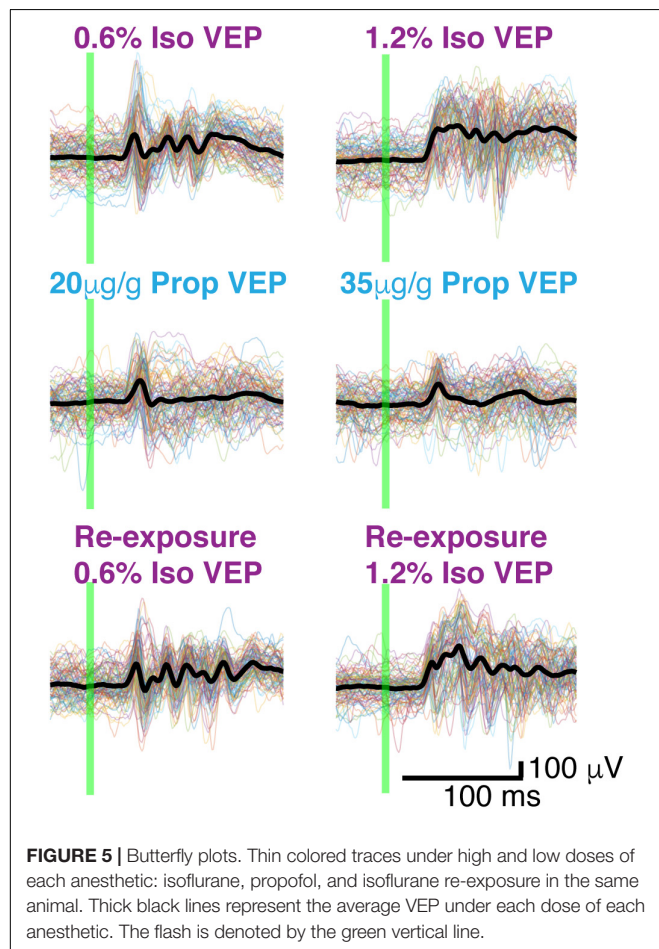 0.6% Iso VEP
1.2% Iso VEP
20μg/g Prop VEP
35μg/g Prop VEP
Re-exposure
0.6% Iso VEP
Re-exposure
1.2% Iso VEP
100 μV
100 ms
FIGURE 5 | Butterfly plots. Thin colored traces under high and low doses of
each anesthetic: isoflurane, propofol, and isoflurane re-exposure in the same
animal. Thick black lines represent the average VEP under each dose of each
anesthetic. The flash is denoted by the green vertical line.